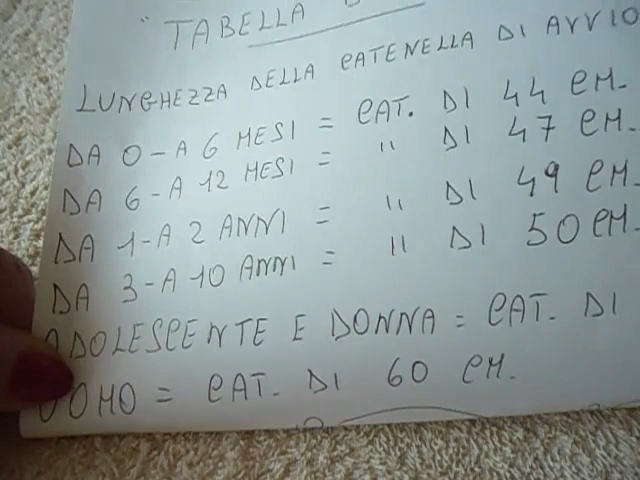 " TABELLA
LUNGHEZZA DELLA CATENELLA DI AVVIO
DA 0 - A 6 MESI = CAT. DI 44 CM.
DA 6 - A 12 MESI = " DI 47 CM.
DA 1 - A 2 ANNI = " DI 49 CM.
DA 3 - A 10 ANNI = " DI 50 CM.
ADOLESCENTE E DONNA = CAT. DI
UOMO = CAT. DI 60 CM.